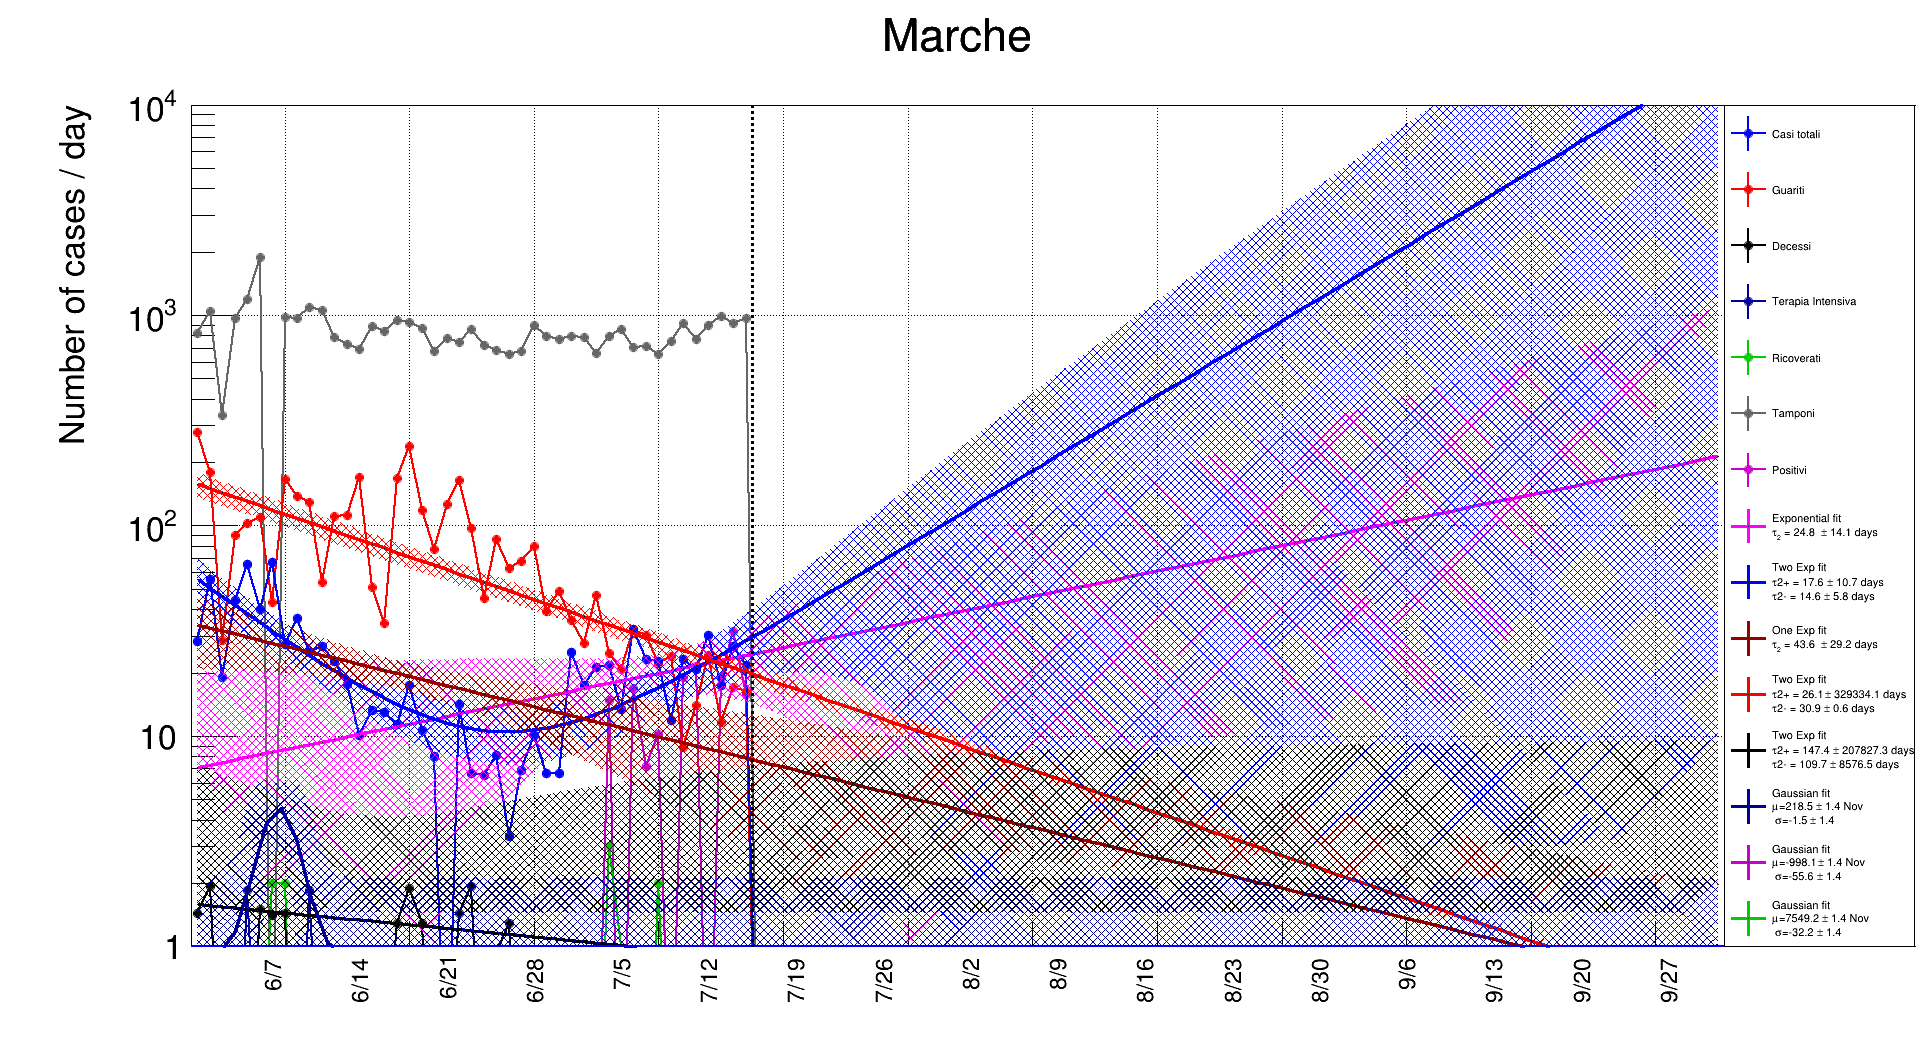 Marche
Number of cases / day
10^4
10^3
10^2
10
1
6/7
6/14
6/21
6/28
7/5
7/12
7/19
7/26
8/2
8/9
8/16
8/23
8/30
9/6
9/13
9/20
9/27
Casi totali
Guariti
Decessi
Terapia Intensiva
Ricoverati
Tamponi
Positivi
Exponential fit
τ₂ = 24.8 ± 14.1 days
Two Exp fit
τ2+ = 17.6 ± 10.7 days
τ2- = 14.6 ± 5.8 days
One Exp fit
τ₂ = 43.6 ± 29.2 days
Two Exp fit
τ2+ = 26.1 ± 329334.1 days
τ2- = 30.9 ± 0.6 days
Two Exp fit
τ2+ = 147.4 ± 207827.3 days
τ2- = 109.7 ± 8576.5 days
Gaussian fit
μ=218.5 ± 1.4 Nov
σ=-1.5 ± 1.4
Gaussian fit
μ=-998.1 ± 1.4 Nov
σ=-55.6 ± 1.4
Gaussian fit
μ=7549.2 ± 1.4 Nov
σ=-32.2 ± 1.4